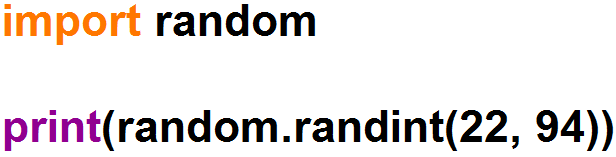 import random
print(random.randint(22, 94))